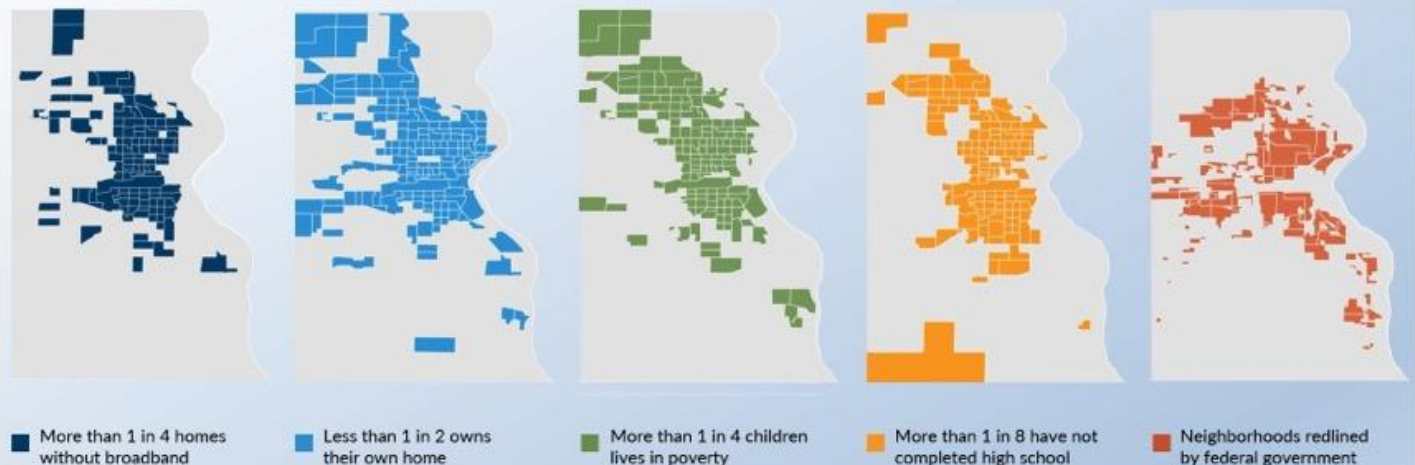 More than 1 in 4 homes
without broadband
Less than 1 in 2 owns
their own home
More than 1 in 4 children
lives in poverty
More than 1 in 8 have not
completed high school
Neighborhoods redlined
by federal government